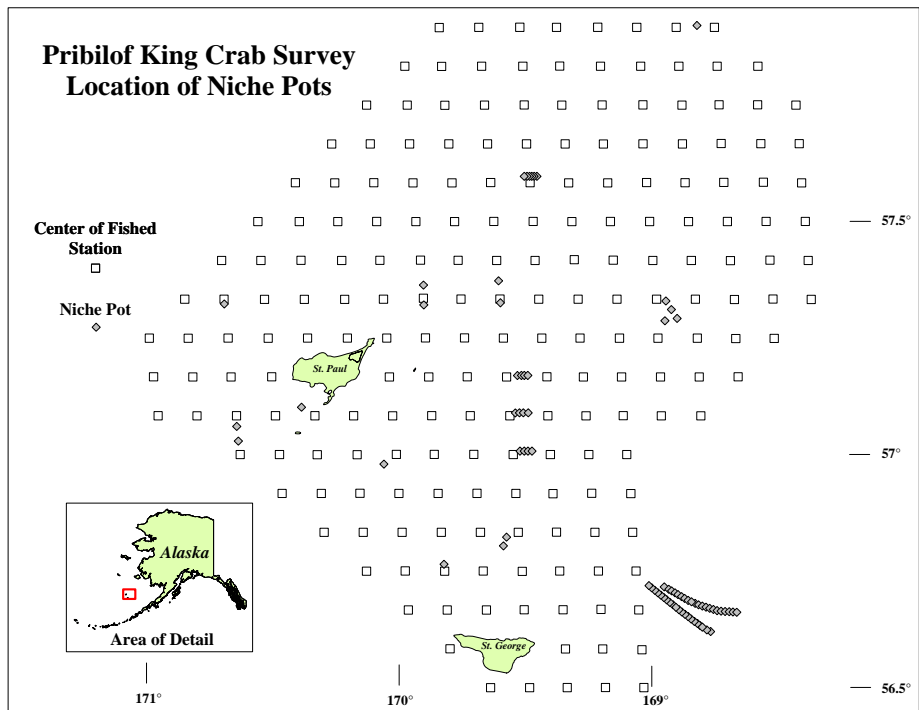 Pribilof King Crab Survey
Location of Niche Pots
Center of Fished
Station
Niche Pot
57.5°
St. Paul
57°
Alaska
Area of Detail
St. George
56.5°
171°
170°
169°